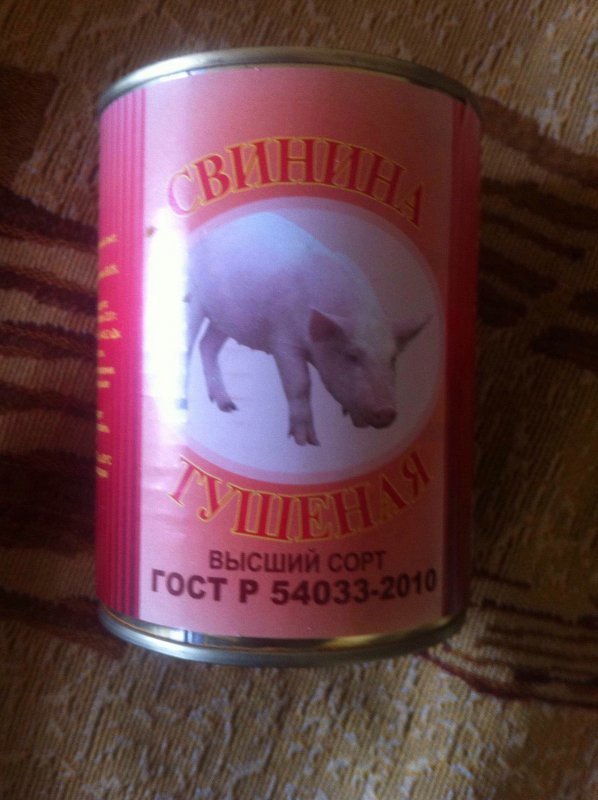 СВИНИНА
ТУШЕНАЯ
ВЫСШИЙ СОРТ
ГОСТ Р 54033-2010